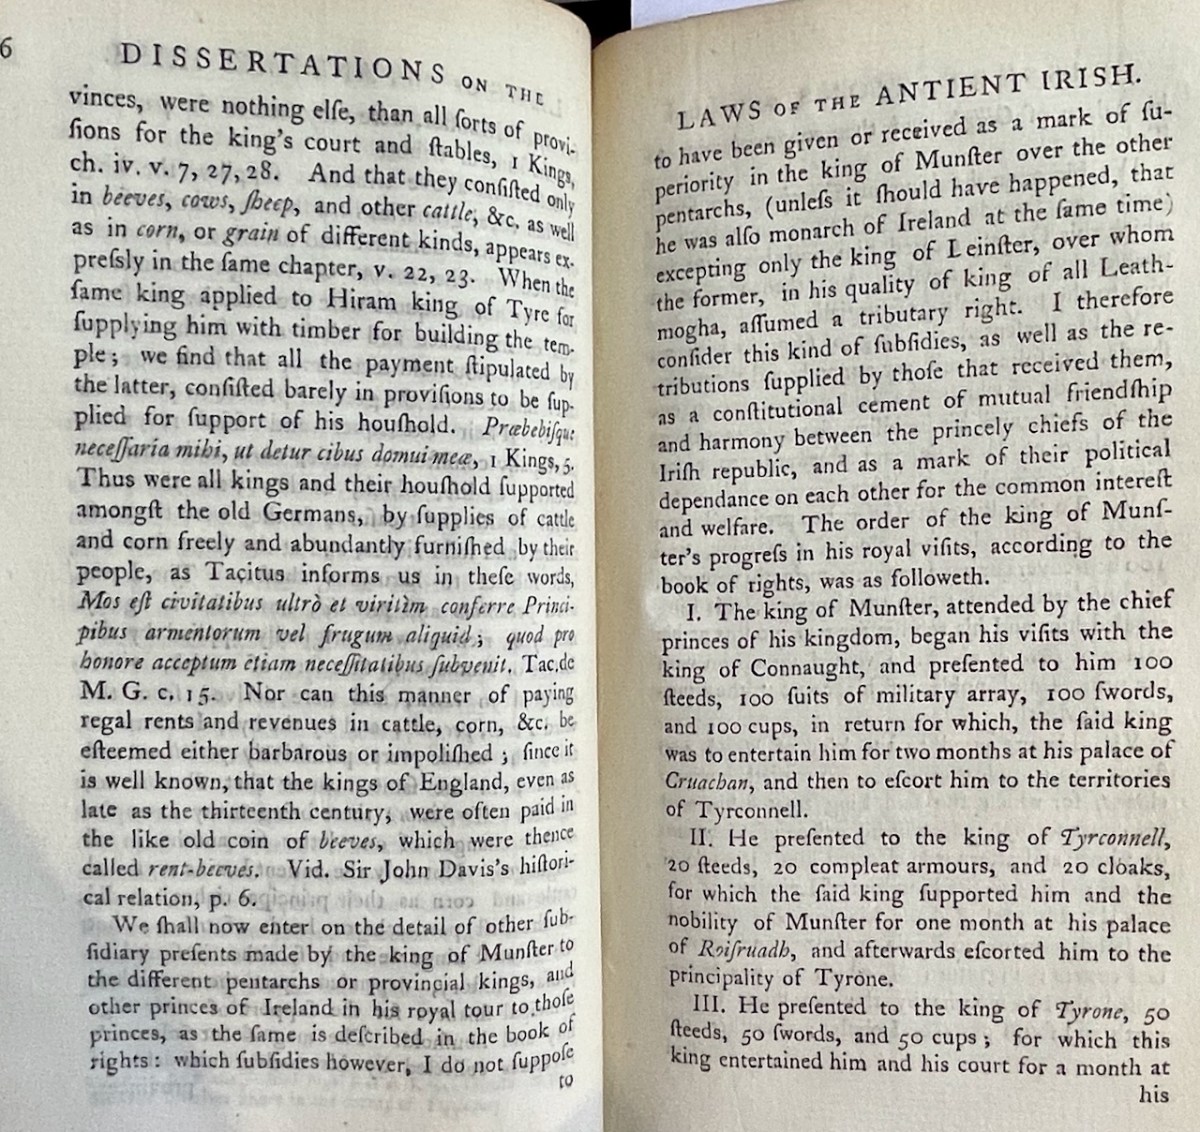 6
DISSERTATIONS ON THE
vinces, were nothing elſe, than all ſorts of provi-
ſions for the king's court and ſtables, 1 Kings,
ch. iv. v. 7, 27, 28. And that they conſiſted only
in beeves, cows, ſheep, and other cattle, &c. as well
as in corn, or grain of different kinds, appears ex-
preſsly in the ſame chapter, v. 22, 23. When the
ſame king applied to Hiram king of Tyre for
ſupplying him with timber for building the tem-
ple; we find that all the payment ſtipulated by
the latter, conſiſted barely in proviſions to be ſup-
plied for ſupport of his houſhold. Præbebiſque
neceſſaria mihi, ut detur cibus domui meæ, 1 Kings, 5.
Thus were all kings and their houſhold ſupported
amongſt the old Germans, by ſupplies of cattle
and corn freely and abundantly furniſhed by their
people, as Tacitus informs us in theſe words,
Mos eſt civitatibus ultrò et viritìm conferre Princi-
pibus armentorum vel frugum aliquid; quod pro
honore acceptum etiam neceſſitatibus ſubvenit. Tac. de
M. G. c. 15. Nor can this manner of paying
regal rents and revenues in cattle, corn, &c. be
eſteemed either barbarous or impoliſhed; ſince it
is well known, that the kings of England, even as
late as the thirteenth century, were often paid in
the like old coin of beeves, which were thence
called rent-beeves. Vid. Sir John Davis's hiſtori-
cal relation, p. 6.
We ſhall now enter on the detail of other ſub-
ſidiary preſents made by the king of Munſter to
the different pentarchs or provincial kings, and
other princes of Ireland in his royal tour to thoſe
princes, as the ſame is deſcribed in the book of
rights: which ſubſidies however, I do not ſuppoſe
to
LAWS OF THE ANTIENT IRISH.
to have been given or received as a mark of ſu-
periority in the king of Munſter over the other
pentarchs, (unleſs it ſhould have happened, that
he was alſo monarch of Ireland at the ſame time)
excepting only the king of Leinſter, over whom
the former, in his quality of king of all Leath-
mogha, aſſumed a tributary right. I therefore
conſider this kind of ſubſidies, as well as the re-
tributions ſupplied by thoſe that received them,
as a conſtitutional cement of mutual friendſhip
and harmony between the princely chiefs of the
Iriſh republic, and as a mark of their political
dependance on each other for the common intereſt
and welfare. The order of the king of Munſ-
ter's progreſs in his royal viſits, according to the
book of rights, was as followeth.
I. The king of Munſter, attended by the chief
princes of his kingdom, began his viſits with the
king of Connaught, and preſented to him 100
ſteeds, 100 ſuits of military array, 100 ſwords,
and 100 cups, in return for which, the ſaid king
was to entertain him for two months at his palace of
Cruachan, and then to eſcort him to the territories
of Tyrconnell.
II. He preſented to the king of Tyrconnell,
20 ſteeds, 20 compleat armours, and 20 cloaks,
for which the ſaid king ſupported him and the
nobility of Munſter for one month at his palace
of Roiſruadh, and afterwards eſcorted him to the
principality of Tyrone.
III. He preſented to the king of Tyrone, 50
ſteeds, 50 ſwords, and 50 cups; for which this
king entertained him and his court for a month at
his